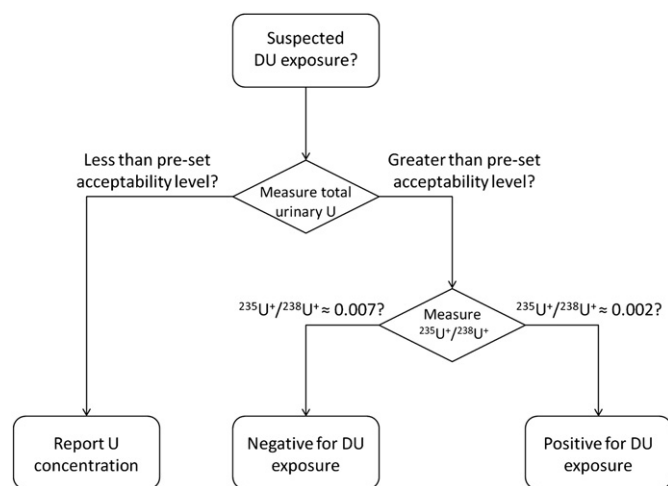 Suspected
DU exposure?
Less than pre-set
acceptability level?
Greater than pre-set
acceptability level?
Measure total
urinary U
²³⁵U⁺/²³⁸U⁺ ≈ 0.007?
²³⁵U⁺/²³⁸U⁺ ≈ 0.002?
Measure
²³⁵U⁺/²³⁸U⁺
Report U
concentration
Negative for DU
exposure
Positive for DU
exposure